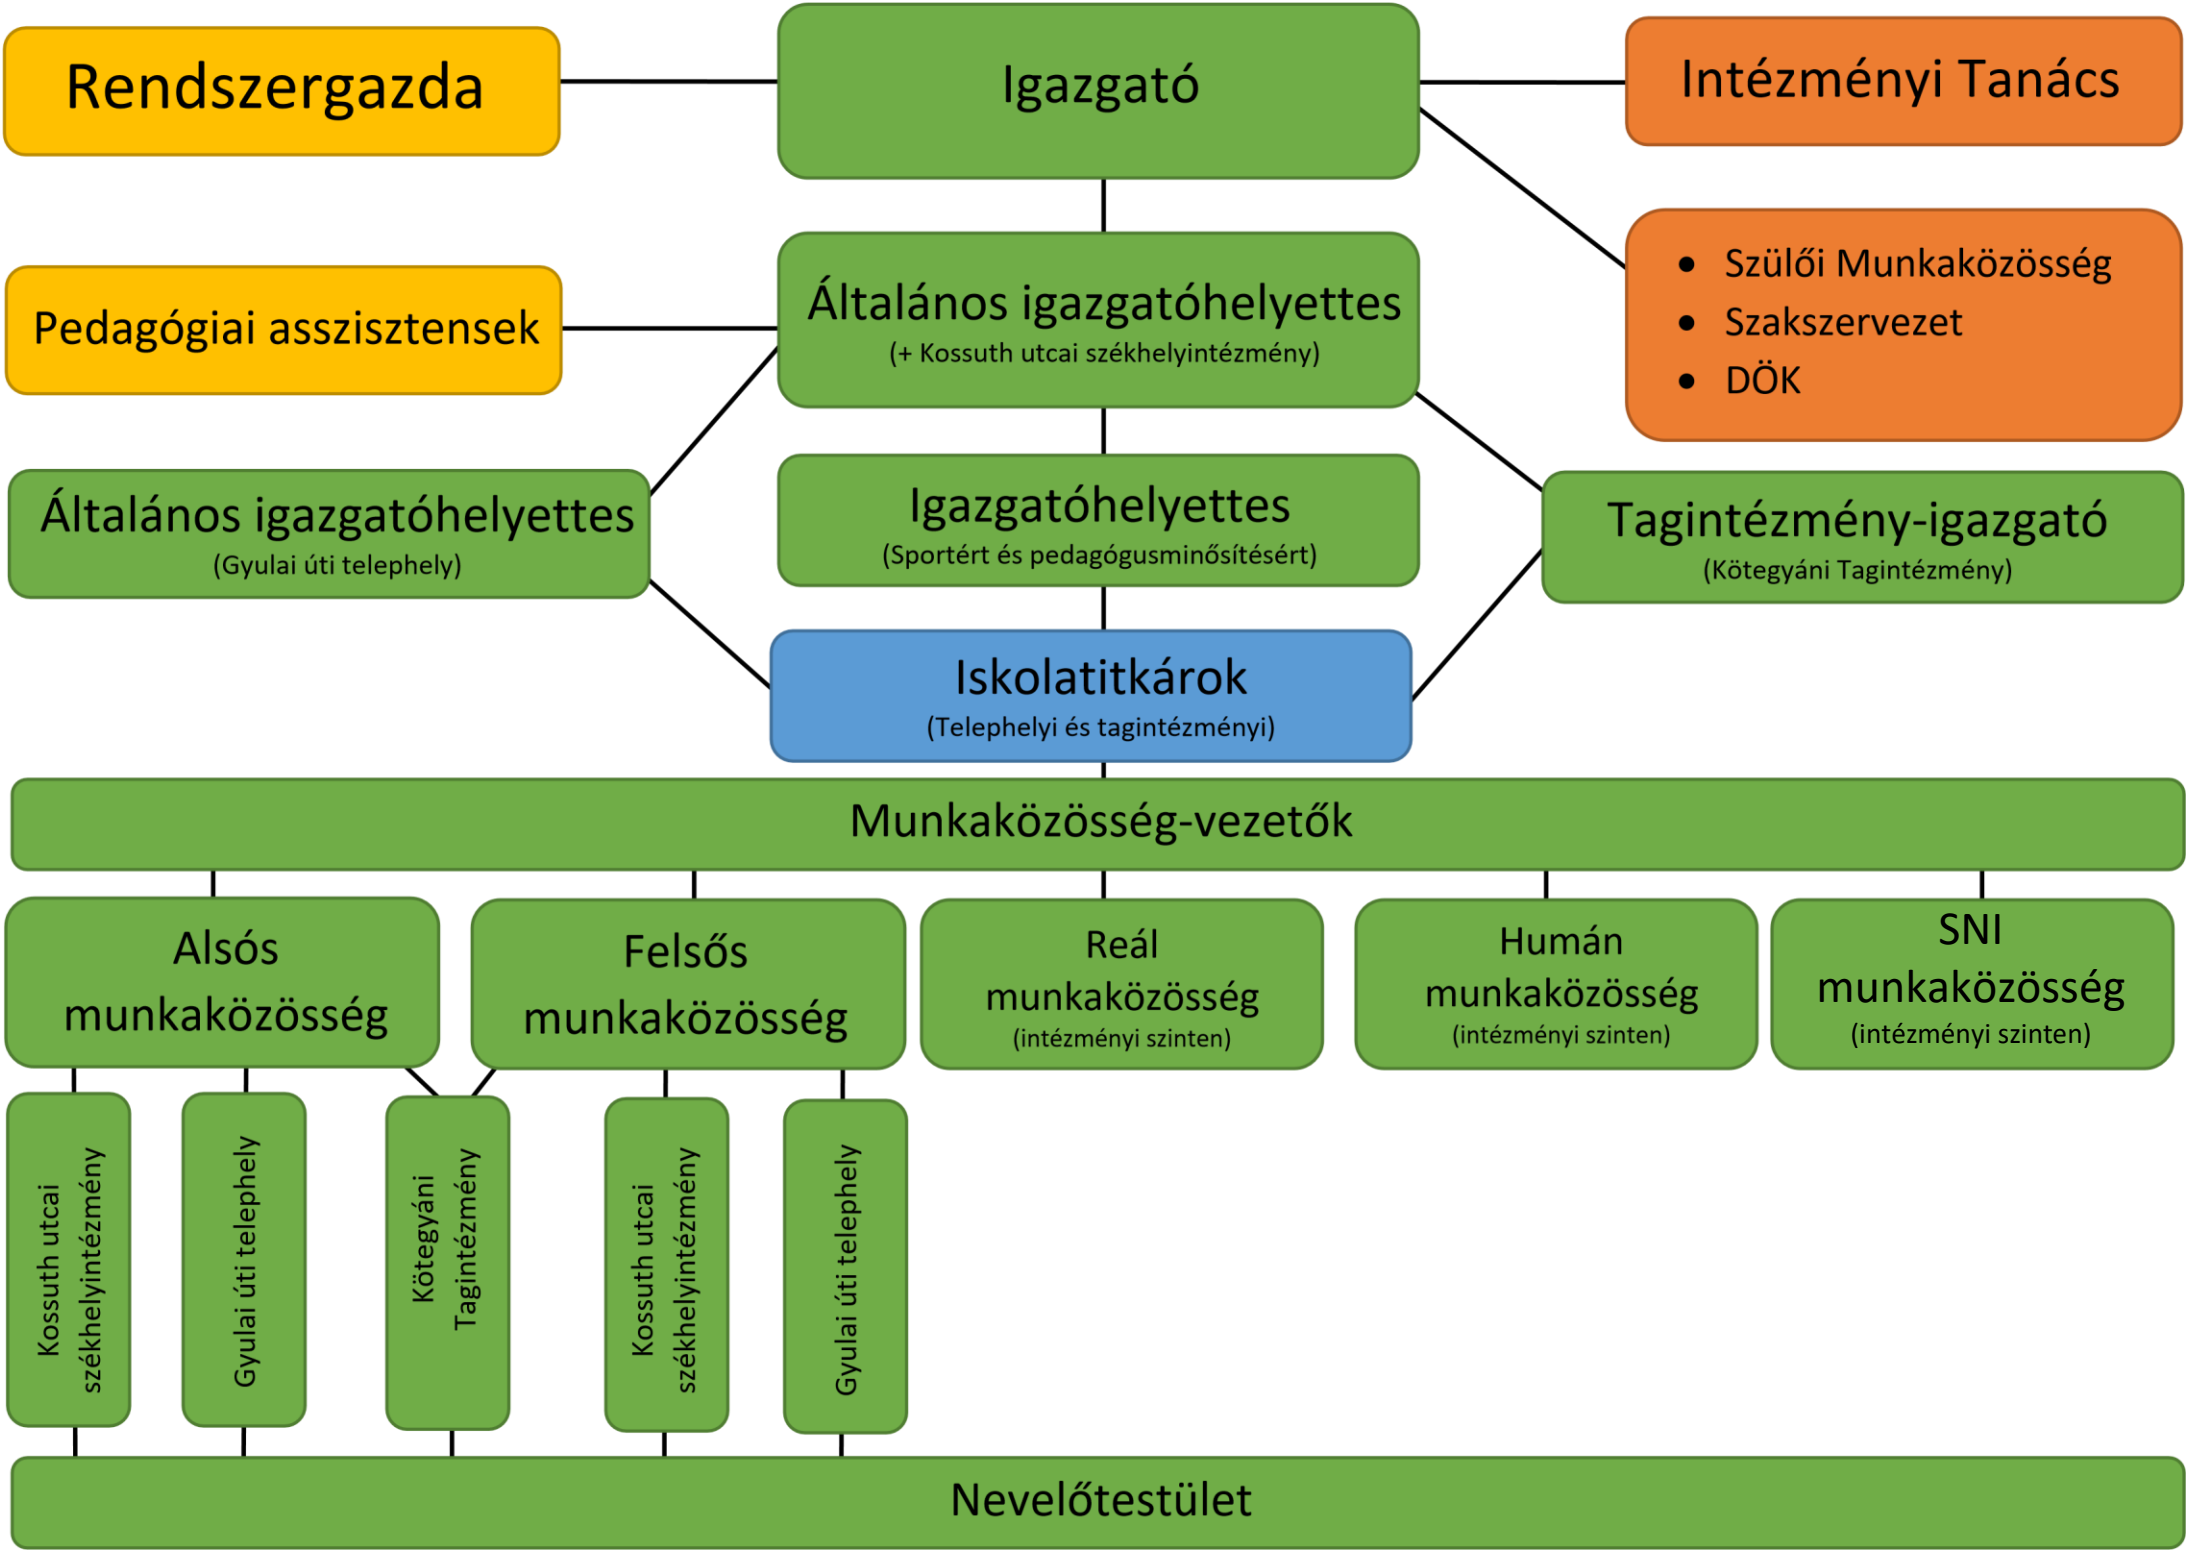 Rendszergazda
Igazgató
Intézményi Tanács
Pedagógiai asszisztensek
Általános igazgatóhelyettes
(+ Kossuth utcai székhelyintézmény)
• Szülői Munkaközösség
• Szakszervezet
• DÖK
Általános igazgatóhelyettes
(Gyulai úti telephely)
Igazgatóhelyettes
(Sportért és pedagógusminősítésért)
Tagintézmény-igazgató
(Kötegyáni Tagintézmény)
Iskolatitkárok
(Telephelyi és tagintézményi)
Munkaközösség-vezetők
Alsós
munkaközösség
Felsős
munkaközösség
Reál
munkaközösség
(intézményi szinten)
Humán
munkaközösség
(intézményi szinten)
SNI
munkaközösség
(intézményi szinten)
Kossuth utcai
székhelyintézmény
Gyulai úti telephely
Kötegyáni
Tagintézmény
Kossuth utcai
székhelyintézmény
Gyulai úti telephely
Nevelőtestület